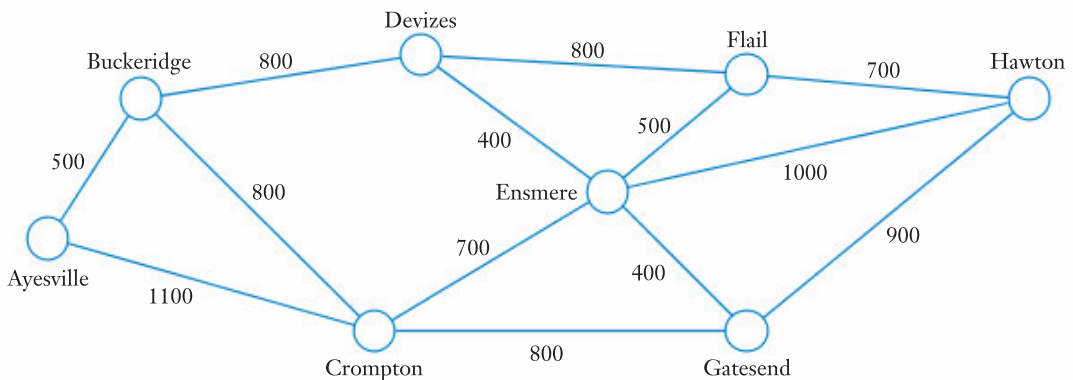 Devizes
Flail
Buckeridge
800
800
700
Hawton
500
400
500
1000
800
Ensmere
700
400
900
Ayesville
1100
800
Crompton
Gatesend